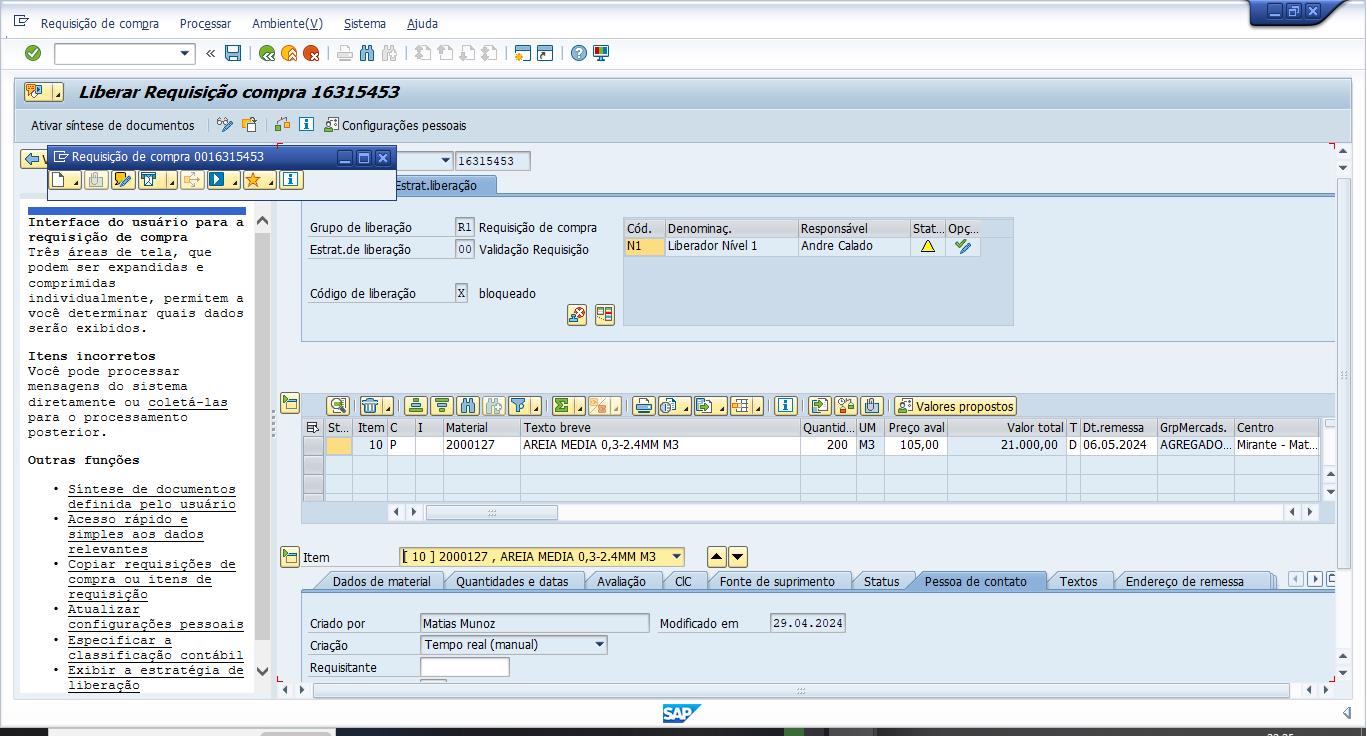 Requisição de compra Processar Ambiente(V) Sistema Ajuda
Liberar Requisição compra 16315453
Ativar síntese de documentos Configurações pessoais
Requisição de compra 0016315453
16315453
Estrat.liberação
Interface do usuário para a
requisição de compra
Três áreas de tela, que
podem ser expandidas e
comprimidas
individualmente, permitem a
você determinar quais dados
serão exibidos.
Itens incorretos
Você pode processar
mensagens do sistema
diretamente ou coletá-las
para o processamento
posterior.
Outras funções
• Síntese de documentos
definida pelo usuário
• Acesso rápido e
simples aos dados
relevantes
• Copiar requisições de
compra ou itens de
requisição
• Atualizar
configurações pessoais
• Especificar a
classificação contábil
• Exibir a estratégia de
liberação
Grupo de liberação R1 Requisição de compra
Estrat.de liberação 00 Validação Requisição
Código de liberação X bloqueado
Cód. Denominaç. Responsável Stat... Opç...
N1 Liberador Nível 1 Andre Calado
Valores propostos
St... Item C I Material Texto breve Quantid... UM Preço aval Valor total T Dt.remessa GrpMercads. Centro
10 P 2000127 AREIA MEDIA 0,3-2.4MM M3 200 M3 105,00 21.000,00 D 06.05.2024 AGREGADO... Mirante - Mat...
Item [ 10 ] 2000127 , AREIA MEDIA 0,3-2.4MM M3
Dados de material Quantidades e datas Avaliação ClC Fonte de suprimento Status Pessoa de contato Textos Endereço de remessa
Criado por Matias Munoz Modificado em 29.04.2024
Criação Tempo real (manual)
Requisitante
SAP